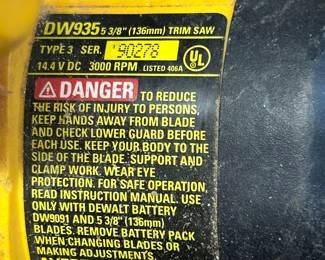 DW935 5 3/8" (136mm) TRIM SAW
TYPE 3 SER. '90278
14.4 V DC 3000 RPM LISTED 406A UL
DANGER TO REDUCE
THE RISK OF INJURY TO PERSONS,
KEEP HANDS AWAY FROM BLADE
AND CHECK LOWER GUARD BEFORE
EACH USE. KEEP YOUR BODY TO THE
SIDE OF THE BLADE. SUPPORT AND
CLAMP WORK. WEAR EYE
PROTECTION. FOR SAFE OPERATION,
READ INSTRUCTION MANUAL. USE
ONLY WITH DEWALT BATTERY
DW9091 AND 5 3/8" (136mm)
BLADES. REMOVE BATTERY PACK
WHEN CHANGING BLADES OR
MAKING ADJUSTMENTS.